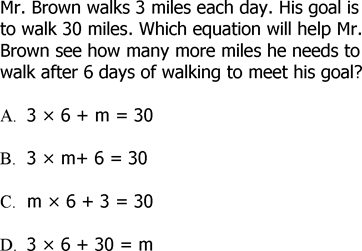 Mr. Brown walks 3 miles each day. His goal is
to walk 30 miles. Which equation will help Mr.
Brown see how many more miles he needs to
walk after 6 days of walking to meet his goal?
A. 3 × 6 + m = 30
B. 3 × m+ 6 = 30
C. m × 6 + 3 = 30
D. 3 × 6 + 30 = m